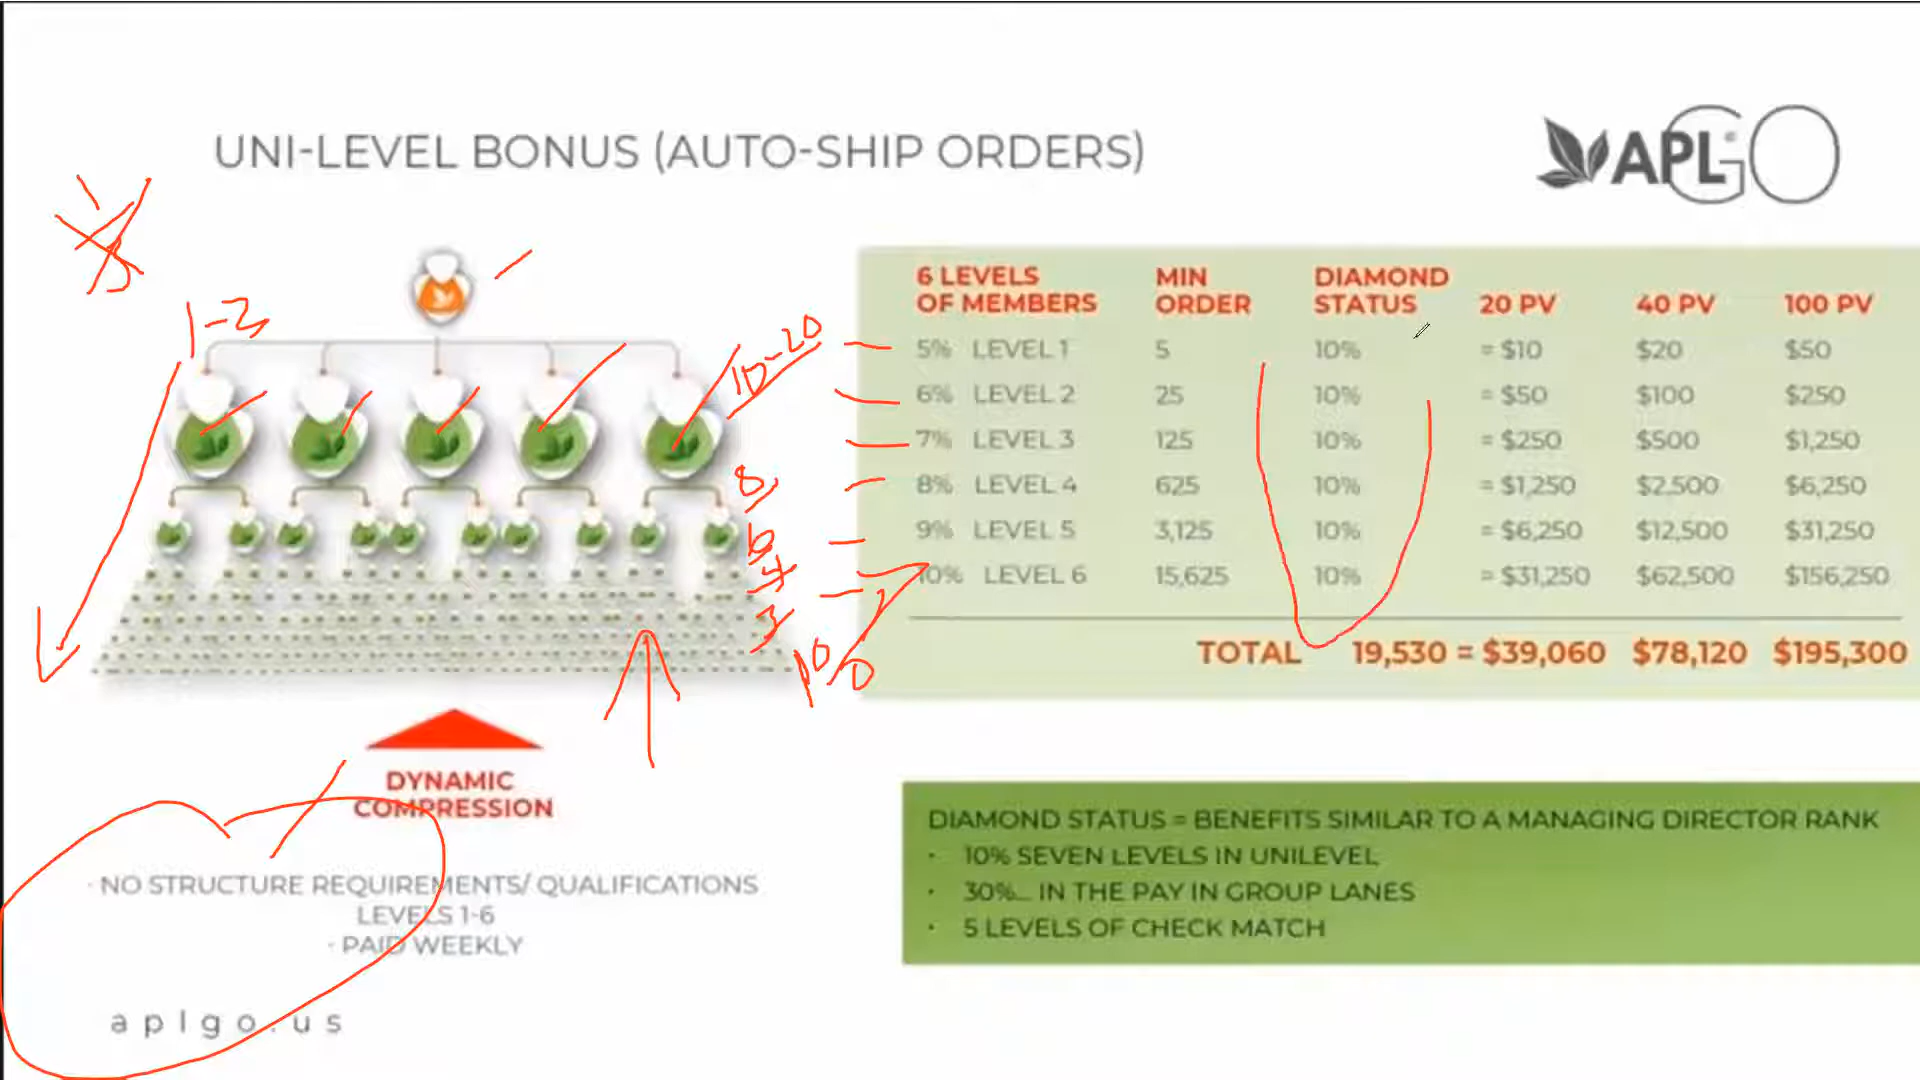 UNI-LEVEL BONUS (AUTO-SHIP ORDERS)
APLGO
1-2
10-20
8
6
4
3
10%
6 LEVELS OF MEMBERS MIN ORDER DIAMOND STATUS 20 PV 40 PV 100 PV
5% LEVEL 1 5 10% = $10 $20 $50
6% LEVEL 2 25 10% = $50 $100 $250
7% LEVEL 3 125 10% = $250 $500 $1,250
8% LEVEL 4 625 10% = $1,250 $2,500 $6,250
9% LEVEL 5 3,125 10% = $6,250 $12,500 $31,250
10% LEVEL 6 15,625 10% = $31,250 $62,500 $156,250
TOTAL 19,530 = $39,060 $78,120 $195,300
DYNAMIC
COMPRESSION
· NO STRUCTURE REQUIREMENTS/ QUALIFICATIONS
LEVELS 1-6
· PAID WEEKLY
aplgo.us
DIAMOND STATUS = BENEFITS SIMILAR TO A MANAGING DIRECTOR RANK
· 10% SEVEN LEVELS IN UNILEVEL
· 30%... IN THE PAY IN GROUP LANES
· 5 LEVELS OF CHECK MATCH